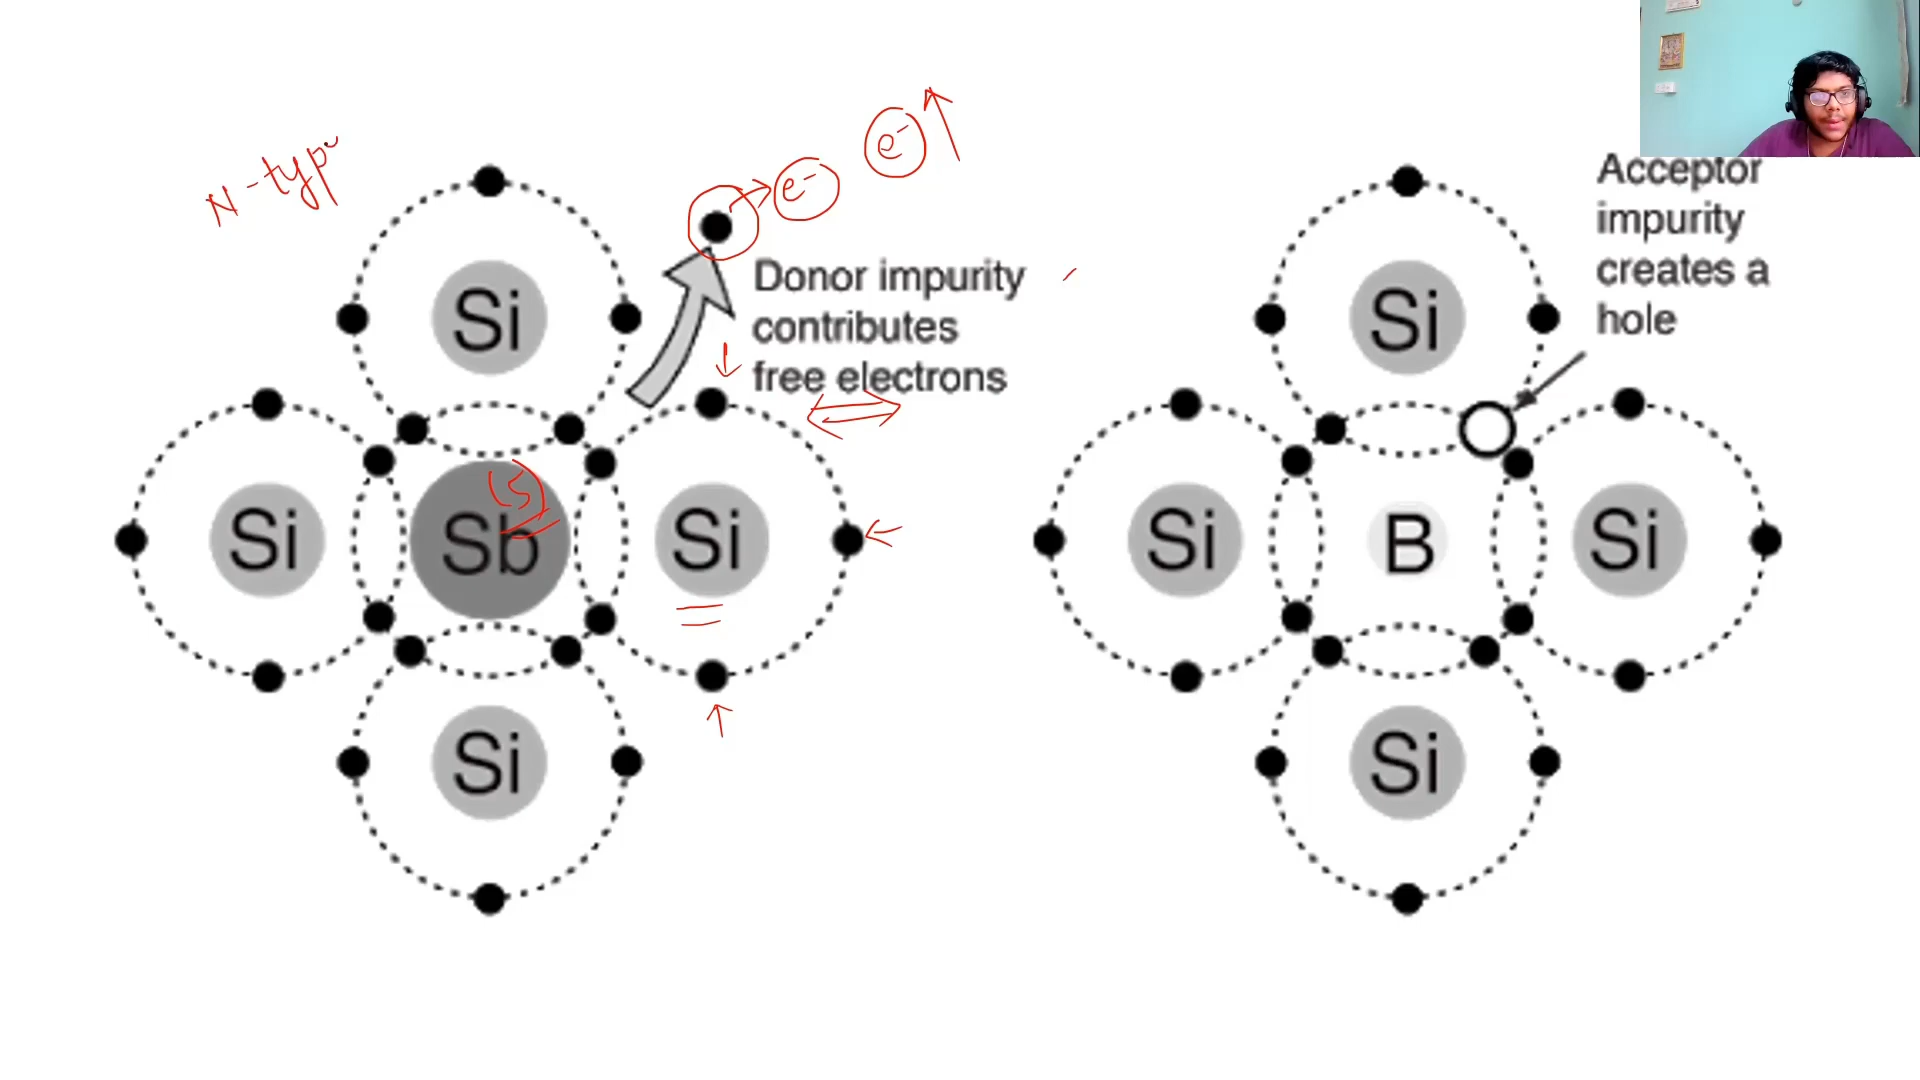 N-type
e-
e-
Donor impurity
contributes
free electrons
Acceptor
impurity
creates a
hole
Si
Si
(5)
Si
Sb
Si
Si
B
Si
Si
Si